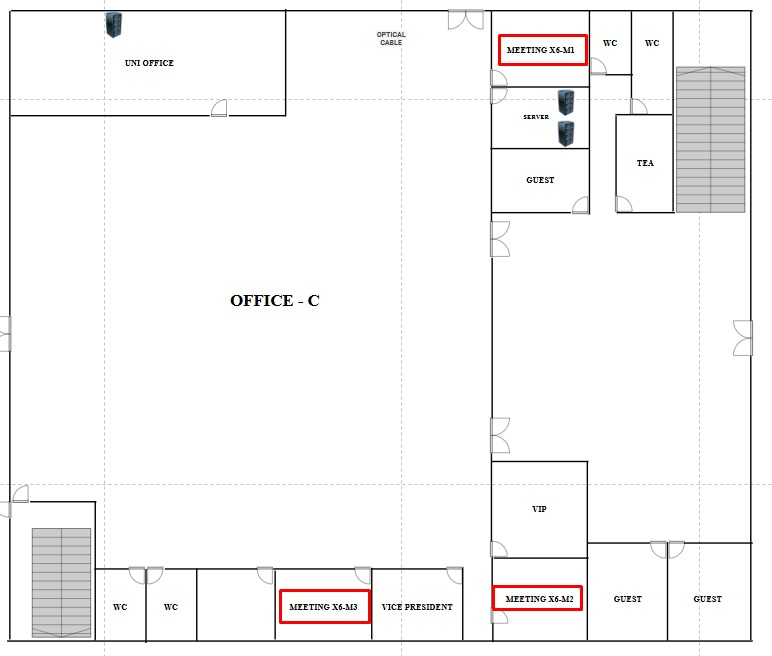 OPTICAL
CABLE
MEETING X6-M1
WC
WC
UNI OFFICE
SERVER
TEA
GUEST
OFFICE - C
VIP
WC
WC
MEETING X6-M3
VICE PRESIDENT
MEETING X6-M2
GUEST
GUEST